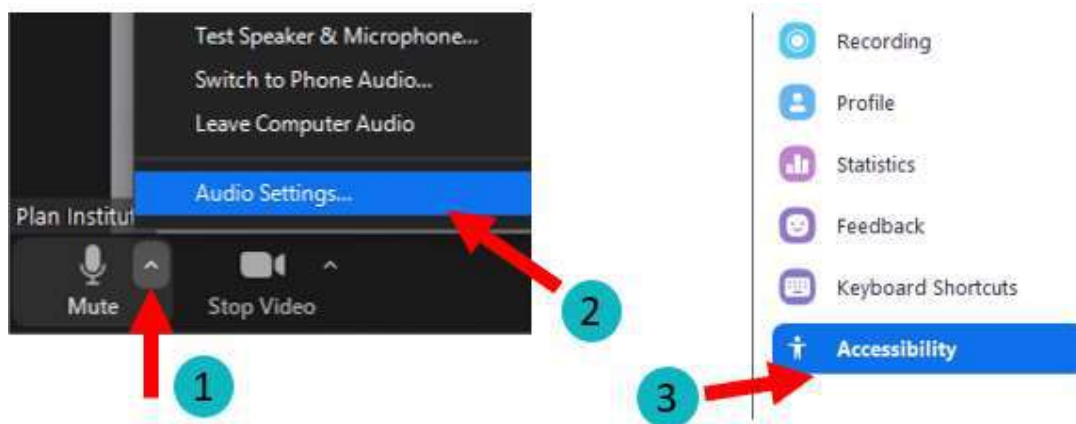 Test Speaker & Microphone...
Switch to Phone Audio...
Leave Computer Audio
Audio Settings...
Plan Institut
Mute
Stop Video
1
2
Recording
Profile
Statistics
Feedback
Keyboard Shortcuts
Accessibility
3